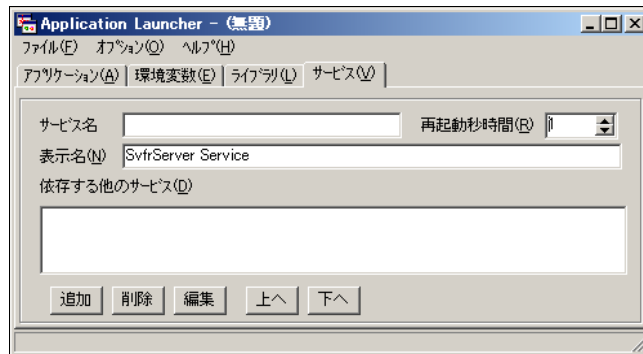 Application Launcher - (無題)
ファイル(F) オプション(O) ヘルプ(H)
アプリケーション(A) 環境変数(E) ライブラリ(L) サービス(V)
サービス名 再起動秒時間(R) 1
表示名(N) SvfrServer Service
依存する他のサービス(D)
追加 削除 編集 上へ 下へ